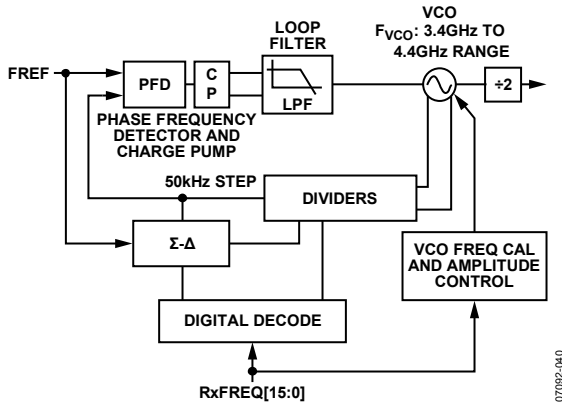 LOOP
FILTER
VCO
FVCO: 3.4GHz TO
4.4GHz RANGE
FREF
PFD
C
P
LPF
÷2
PHASE FREQUENCY
DETECTOR AND
CHARGE PUMP
50kHz STEP
DIVIDERS
Σ-Δ
VCO FREQ CAL
AND AMPLITUDE
CONTROL
DIGITAL DECODE
RxFREQ[15:0]
07092-040